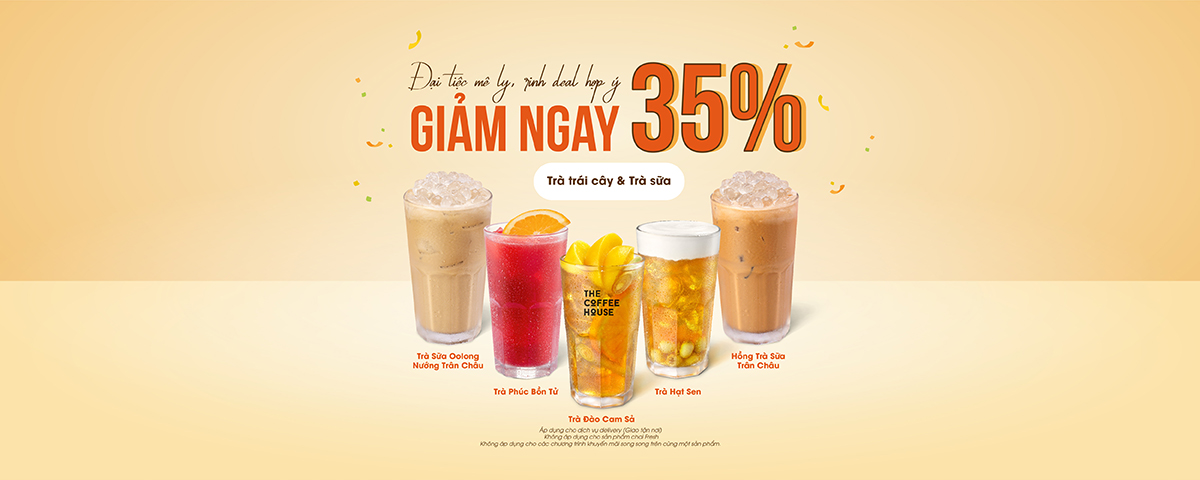 Đại tiệc mê ly, rinh deal hợp ý
GIẢM NGAY 35%
Trà trái cây & Trà sữa
THE
COFFEE
HOUSE
Trà Sữa Oolong
Nướng Trân Châu
Hồng Trà Sữa
Trân Châu
Trà Phúc Bồn Tử
Trà Hạt Sen
Trà Đào Cam Sả
Áp dụng cho dịch vụ delivery (Giao tận nơi)
Không áp dụng cho sản phẩm chai Fresh
Không áp dụng cho các chương trình khuyến mãi song song trên cùng một sản phẩm